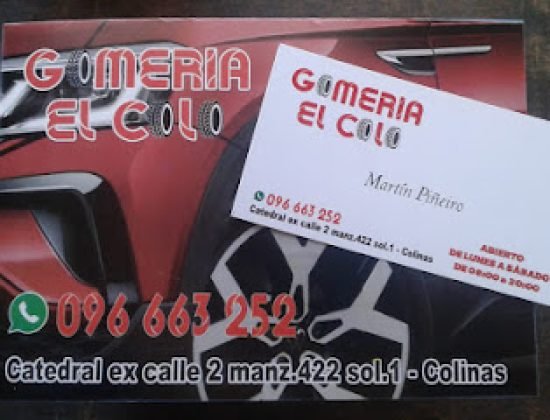 GOMERIA
EL COLO
096 663 252
Catedral ex calle 2 manz.422 sol.1 - Colinas
GOMERIA
EL COLO
Martín Piñeiro
096 663 252
Catedral ex calle 2 manz.422 sol.1 - Colinas
ABIERTO
DE LUNES A SÁBADO
DE 08:00 a 20:00